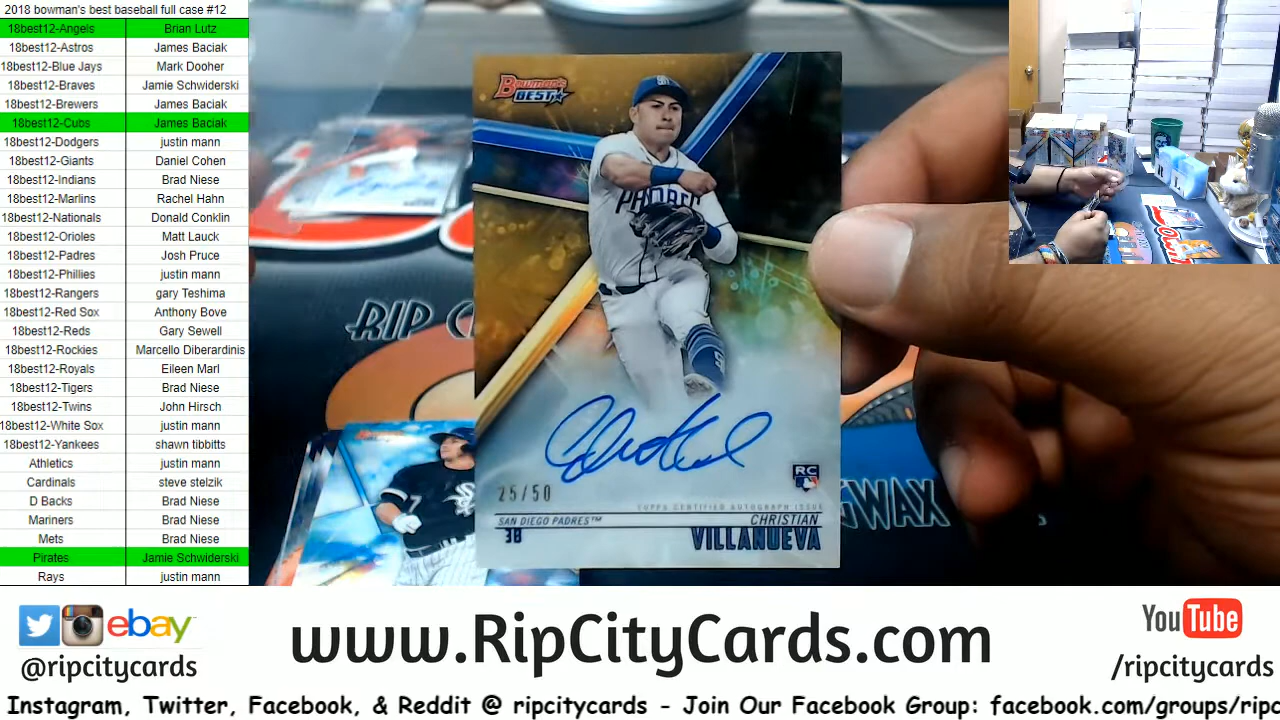 2018 bowman's best baseball full case #12
18best12-Angels Brian Lutz
18best12-Astros James Baciak
18best12-Blue Jays Mark Dooher
18best12-Braves Jamie Schwiderski
18best12-Brewers James Baciak
18best12-Cubs James Baciak
18best12-Dodgers justin mann
18best12-Giants Daniel Cohen
18best12-Indians Brad Niese
18best12-Marlins Rachel Hahn
18best12-Nationals Donald Conklin
18best12-Orioles Matt Lauck
18best12-Padres Josh Pruce
18best12-Phillies justin mann
18best12-Rangers gary Teshima
18best12-Red Sox Anthony Bove
18best12-Reds Gary Sewell
18best12-Rockies Marcello Diberardinis
18best12-Royals Eileen Marl
18best12-Tigers Brad Niese
18best12-Twins John Hirsch
18best12-White Sox justin mann
18best12-Yankees shawn tibbitts
Athletics justin mann
Cardinals steve stelzik
D Backs Brad Niese
Mariners Brad Niese
Mets Brad Niese
Pirates Jamie Schwiderski
Rays justin mann
Bowman's
BEST
PADRES
25/50
RC
TOPPS CERTIFIED AUTOGRAPH ISSUE
SAN DIEGO PADRES™ CHRISTIAN
3B VILLANUEVA
RIP C
GWAX
7
ebay
@ripcitycards
www.RipCityCards.com
YouTube
/ripcitycards
Instagram, Twitter, Facebook, & Reddit @ ripcitycards - Join Our Facebook Group: facebook.com/groups/ripc